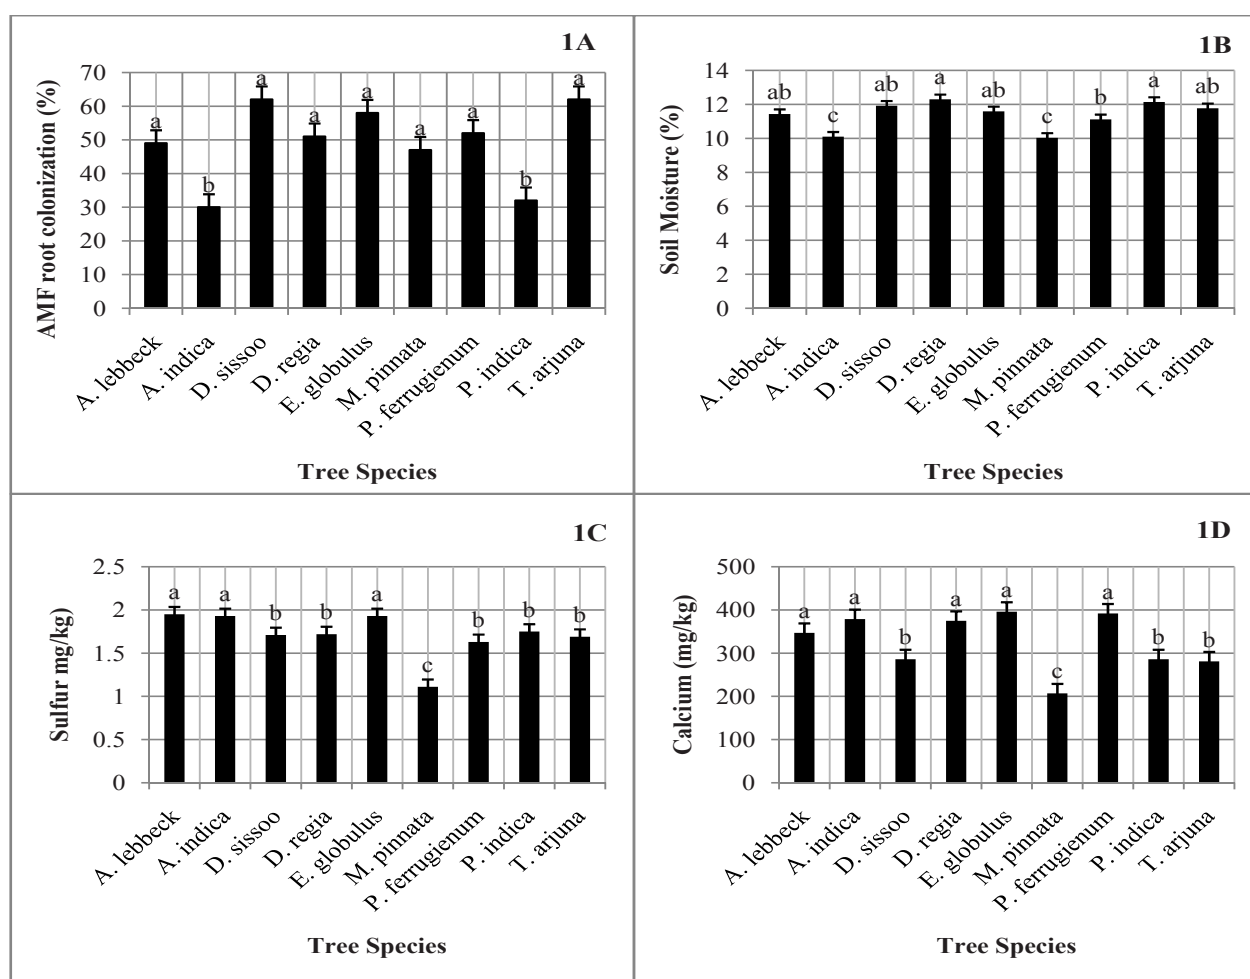 1A
AMF root colonization (%)
70
60
50
40
30
20
10
0
a
b
a
a
a
a
a
b
a
A. lebbeck
A. indica
D. sissoo
D. regia
E. globulus
M. pinnata
P. ferrugienum
P. indica
T. arjuna
Tree Species
1B
Soil Moisture (%)
14
12
10
8
6
4
2
0
ab
c
ab
a
ab
c
b
a
ab
A. lebbeck
A. indica
D. sissoo
D. regia
E. globulus
M. pinnata
P. ferrugienum
P. indica
T. arjuna
Tree Species
1C
Sulfur mg/kg
2.5
2
1.5
1
0.5
0
a
a
b
b
a
c
b
b
b
A. lebbeck
A. indica
D. sissoo
D. regia
E. globulus
M. pinnata
P. ferrugienum
P. indica
T. arjuna
Tree Species
1D
Calcium (mg/kg)
500
400
300
200
100
0
a
a
b
a
a
c
a
b
b
A. lebbeck
A. indica
D. sissoo
D. regia
E. globulus
M. pinnata
P. ferrugienum
P. indica
T. arjuna
Tree Species